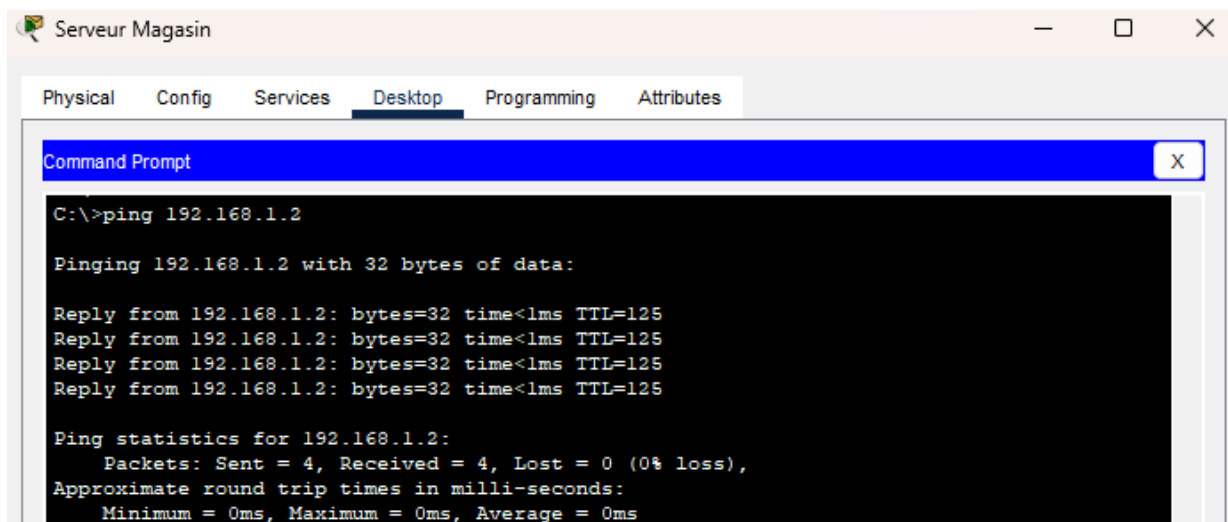 Serveur Magasin
Physical Config Services Desktop Programming Attributes
Command Prompt
X
C:\>ping 192.168.1.2
Pinging 192.168.1.2 with 32 bytes of data:
Reply from 192.168.1.2: bytes=32 time<1ms TTL=125
Reply from 192.168.1.2: bytes=32 time<1ms TTL=125
Reply from 192.168.1.2: bytes=32 time<1ms TTL=125
Reply from 192.168.1.2: bytes=32 time<1ms TTL=125
Ping statistics for 192.168.1.2:
Packets: Sent = 4, Received = 4, Lost = 0 (0% loss),
Approximate round trip times in milli-seconds:
Minimum = 0ms, Maximum = 0ms, Average = 0ms